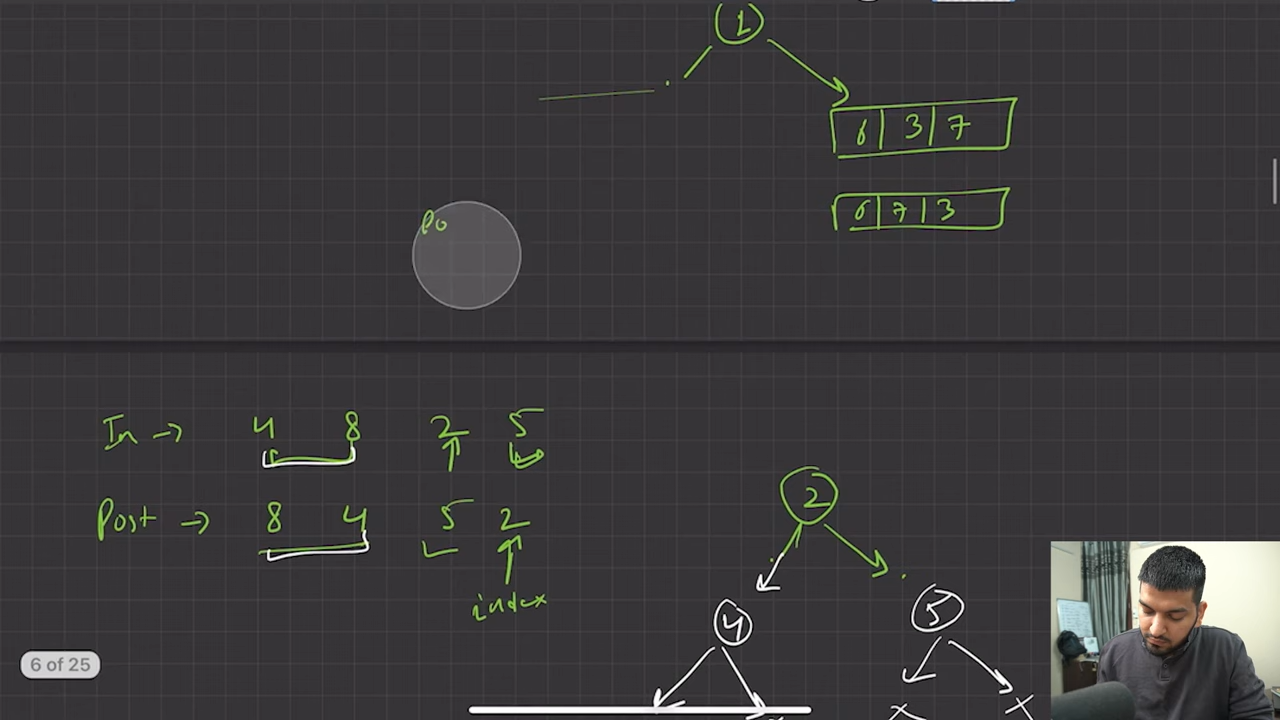 1
6 | 3 | 7
6 | 7 | 3
Po
In → 4 8 2 5
Post → 8 4 5 2
index
2
4 5
x x
6 of 25